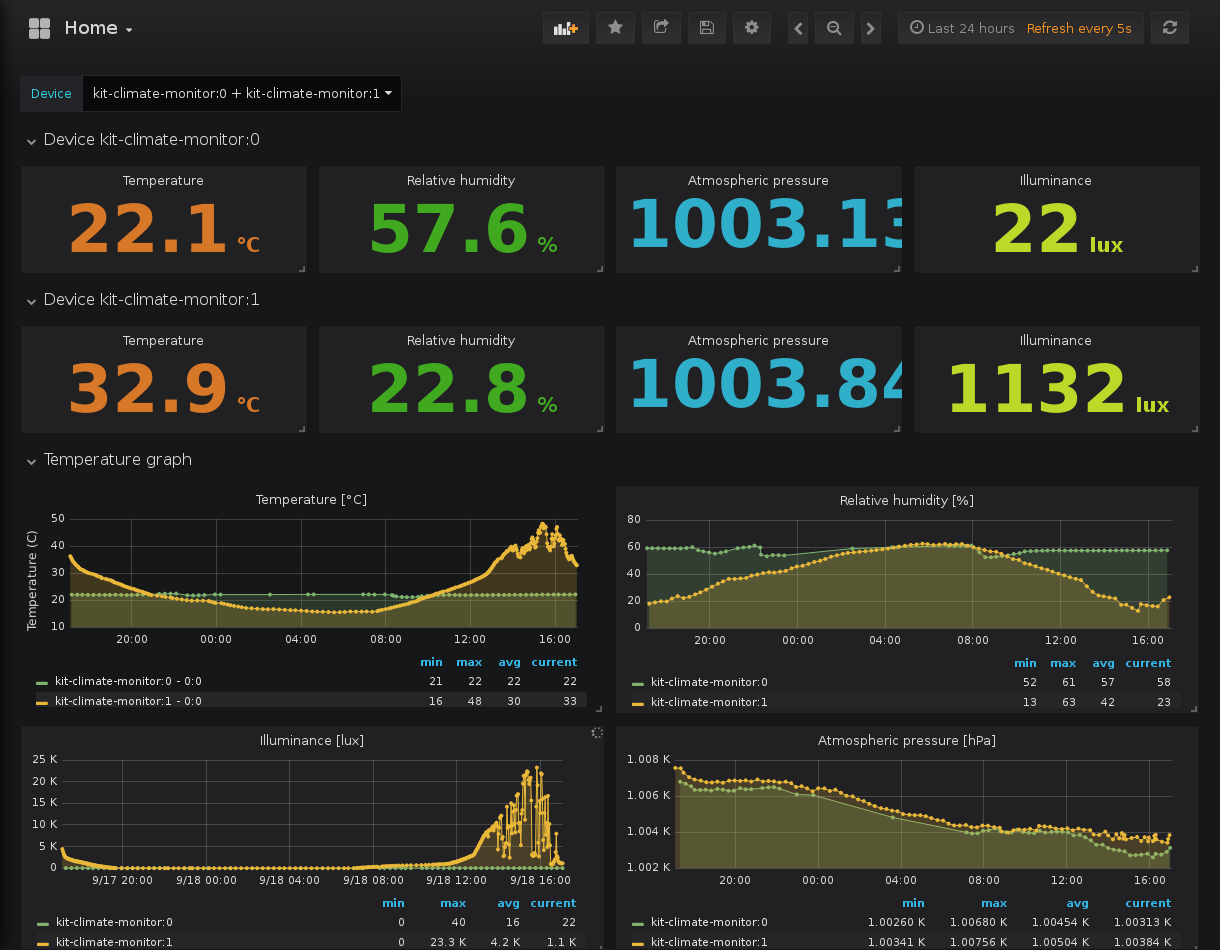 Home
Last 24 hours Refresh every 5s
Device kit-climate-monitor:0 + kit-climate-monitor:1
Device kit-climate-monitor:0
Temperature Relative humidity Atmospheric pressure Illuminance
22.1 °C 57.6 % 1003.13 22 lux
Device kit-climate-monitor:1
Temperature Relative humidity Atmospheric pressure Illuminance
32.9 °C 22.8 % 1003.84 1132 lux
Temperature graph
Temperature [°C]
Temperature (C)
50
40
30
20
10
20:00 00:00 04:00 08:00 12:00 16:00
min max avg current
kit-climate-monitor:0 - 0:0 21 22 22 22
kit-climate-monitor:1 - 0:0 16 48 30 33
Relative humidity [%]
80
60
40
20
0
20:00 00:00 04:00 08:00 12:00 16:00
min max avg current
kit-climate-monitor:0 52 61 57 58
kit-climate-monitor:1 13 63 42 23
Illuminance [lux]
25 K
20 K
15 K
10 K
5 K
0
9/17 20:00 9/18 00:00 9/18 04:00 9/18 08:00 9/18 12:00 9/18 16:00
min max avg current
kit-climate-monitor:0 0 40 16 22
kit-climate-monitor:1 0 23.3 K 4.2 K 1.1 K
Atmospheric pressure [hPa]
1.008 K
1.006 K
1.004 K
1.002 K
20:00 00:00 04:00 08:00 12:00 16:00
min max avg current
kit-climate-monitor:0 1.00260 K 1.00680 K 1.00454 K 1.00313 K
kit-climate-monitor:1 1.00341 K 1.00756 K 1.00504 K 1.00384 K